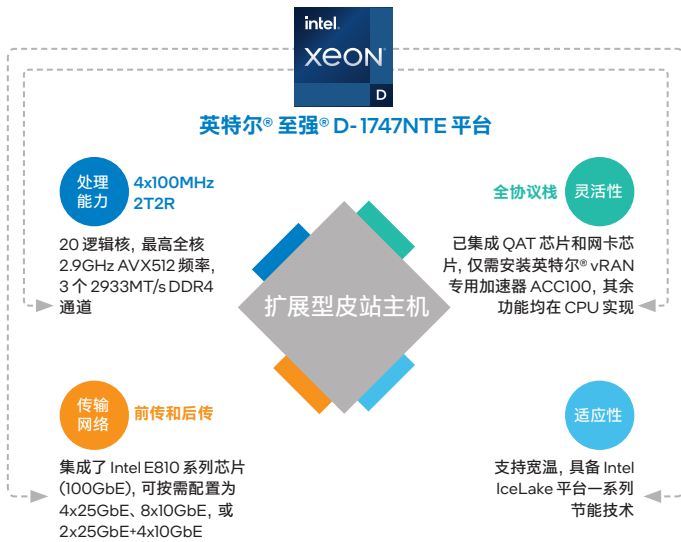 intel.
xeon
D
英特尔® 至强® D-1747NTE 平台
处理
能力
4x100MHz
2T2R
20 逻辑核, 最高全核
2.9GHz AVX512 频率,
3 个 2933MT/s DDR4
通道
全协议栈
灵活性
已集成 QAT 芯片和网卡芯
片, 仅需安装英特尔® vRAN
专用加速器 ACC100, 其余
功能均在 CPU 实现
扩展型皮站主机
传输
网络
前传和后传
集成了 Intel E810 系列芯片
(100GbE), 可按需配置为
4x25GbE、8x10GbE, 或
2x25GbE+4x10GbE
适应性
支持宽温, 具备 Intel
IceLake 平台一系列
节能技术